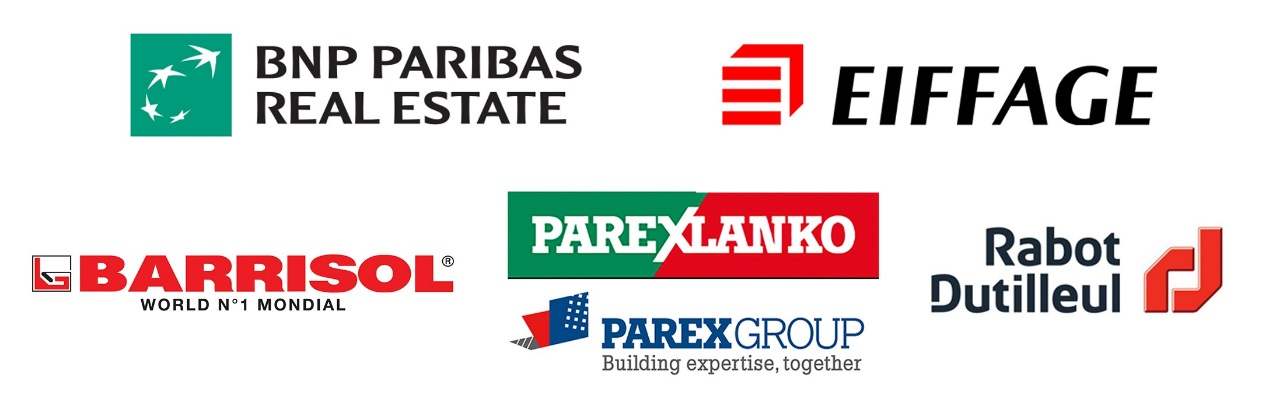 BNP PARIBAS
REAL ESTATE
EIFFAGE
BARRISOL®
WORLD N°1 MONDIAL
PAREXLANKO
PAREXGROUP
Building expertise, together
Rabot
Dutilleul